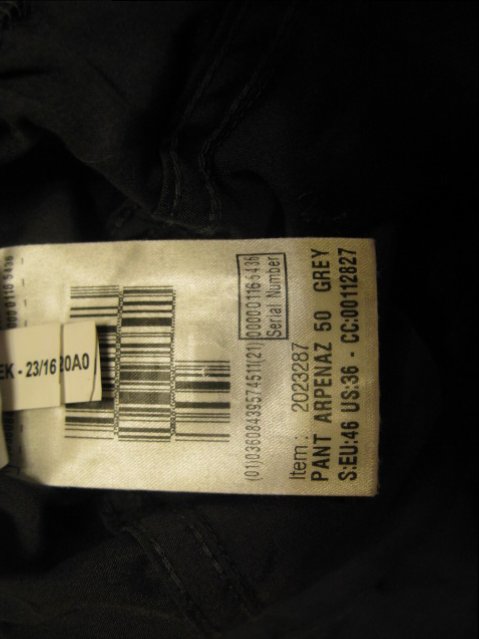 Item : 2023287
PANT ARPENAZ 50 GREY
S:EU:46 US:36 - CC:00112827
(01)03608439574511(21)
Serial Number
EK - 23/16
20A0